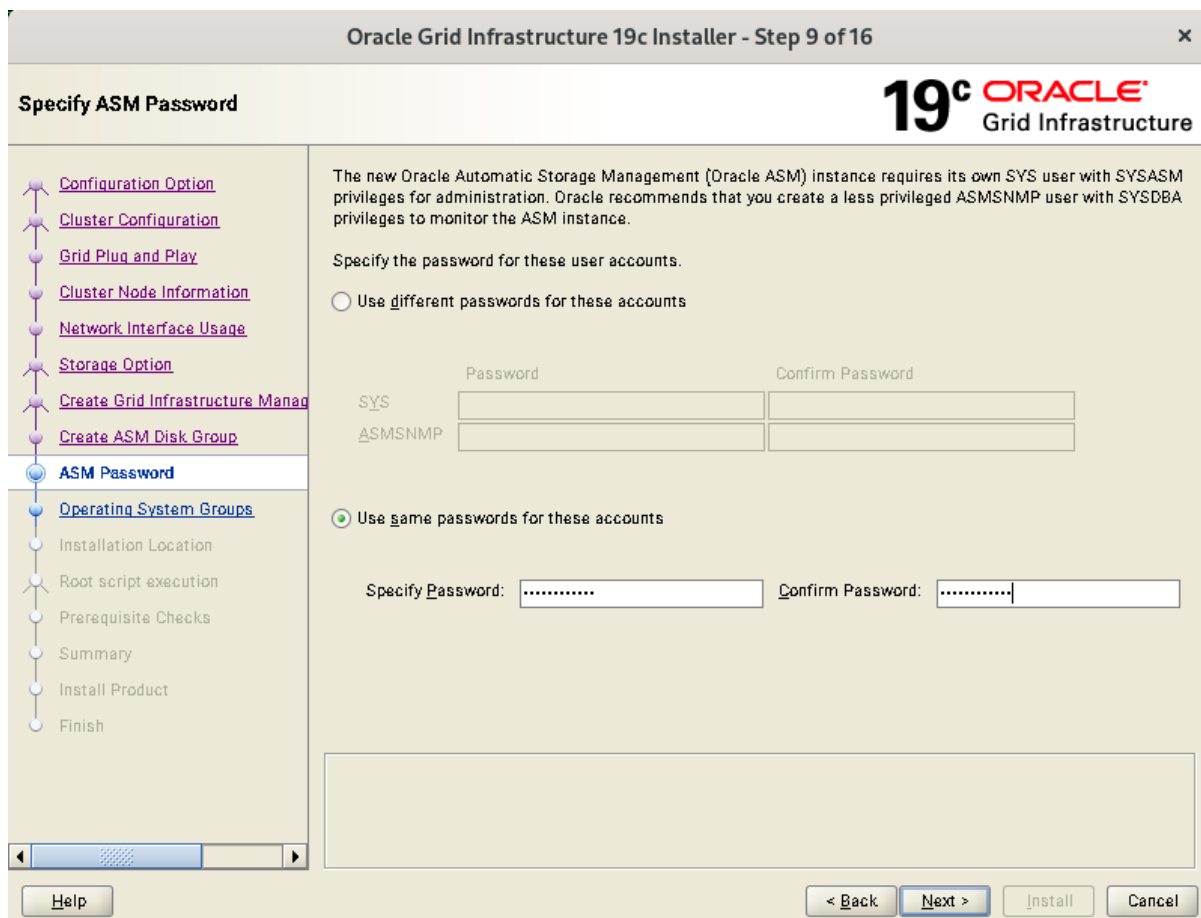 Oracle Grid Infrastructure 19c Installer - Step 9 of 16
×
Specify ASM Password
19c ORACLE
Grid Infrastructure
Configuration Option
Cluster Configuration
Grid Plug and Play
Cluster Node Information
Network Interface Usage
Storage Option
Create Grid Infrastructure Manag
Create ASM Disk Group
ASM Password
Operating System Groups
Installation Location
Root script execution
Prerequisite Checks
Summary
Install Product
Finish
The new Oracle Automatic Storage Management (Oracle ASM) instance requires its own SYS user with SYSASM
privileges for administration. Oracle recommends that you create a less privileged ASMSNMP user with SYSDBA
privileges to monitor the ASM instance.
Specify the password for these user accounts.
Use different passwords for these accounts
Password Confirm Password
SYS
ASMSNMP
Use same passwords for these accounts
Specify Password: •••••••••••• Confirm Password: ••••••••••••
Help < Back Next > Install Cancel